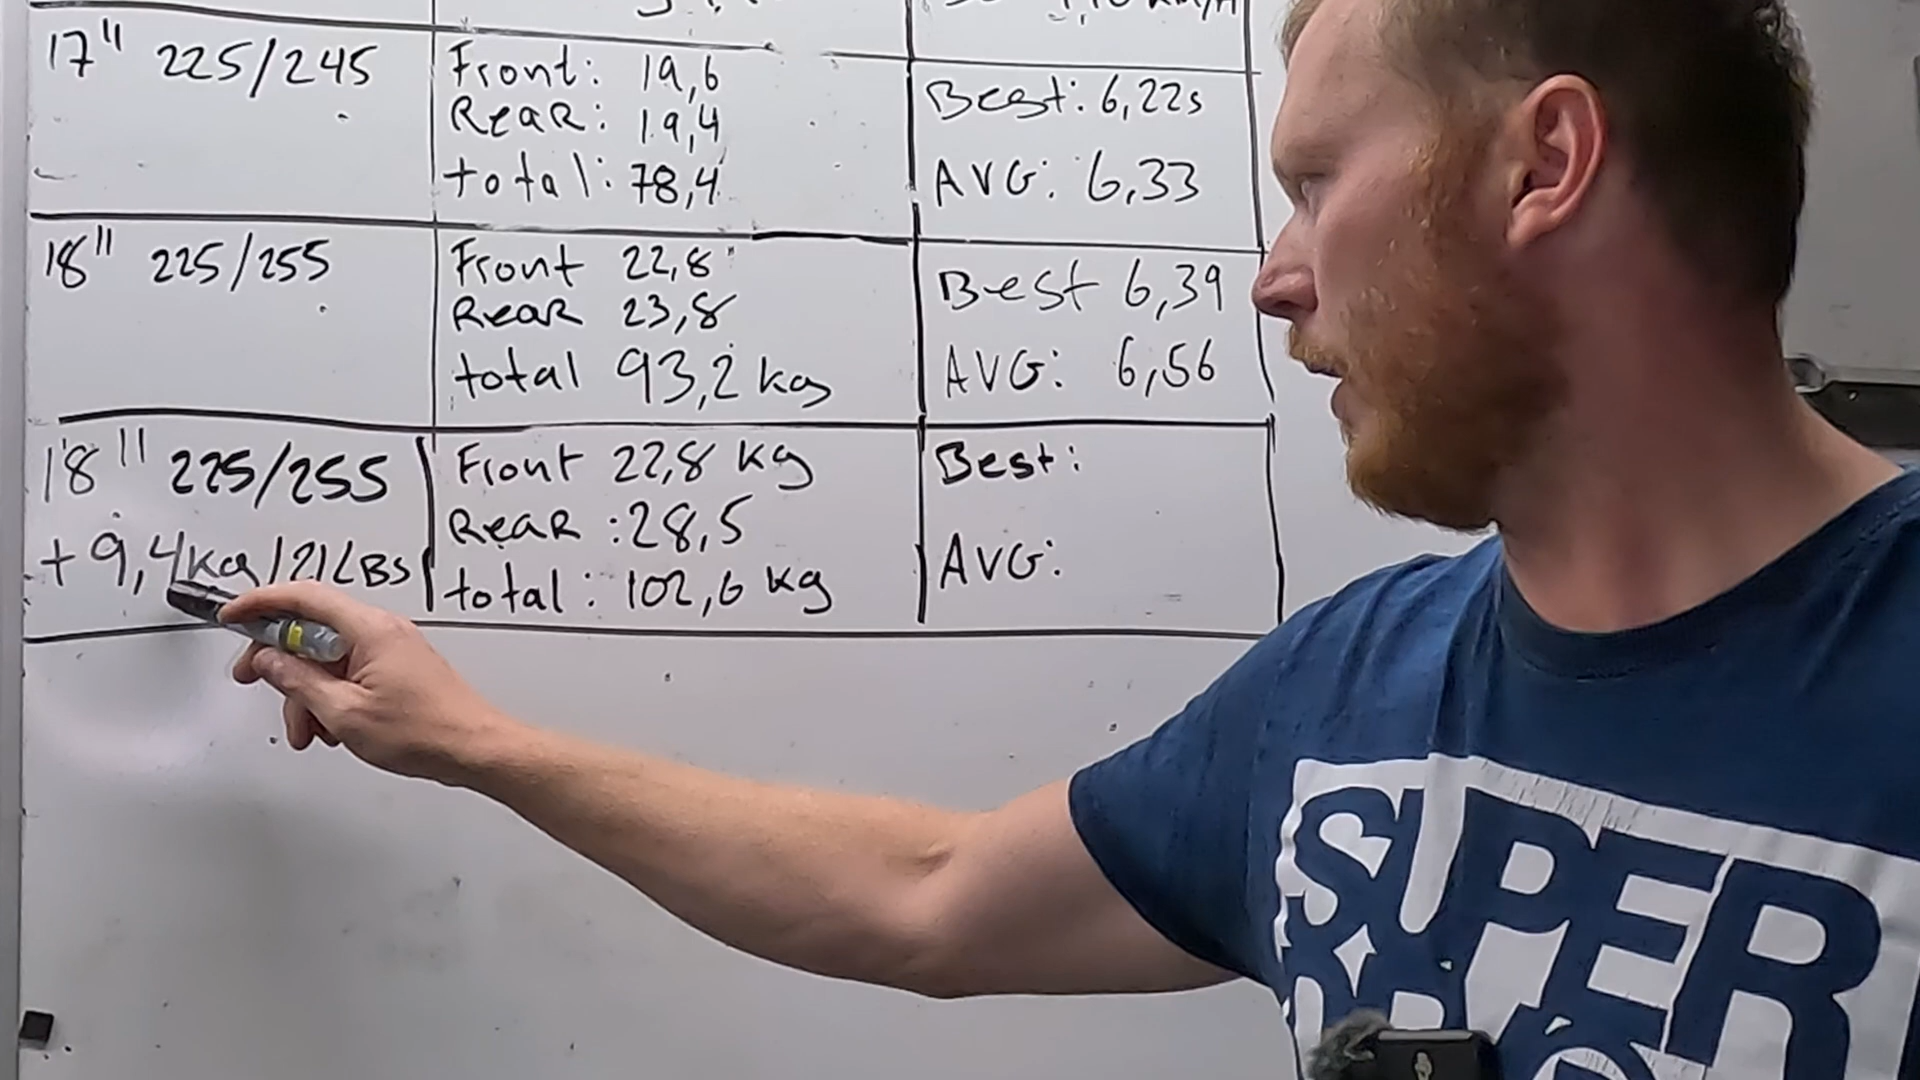 17" 225/245
Front: 19,6
Rear: 19,4
total: 78,4
Best: 6,22s
AVG: 6,33
18" 225/255
Front 22,8
Rear 23,8
total 93,2 kg
Best 6,39
AVG: 6,56
18" 225/255
+ 9,4kg/21LBs
Front 22,8 kg
Rear: 28,5
total: 102,6 kg
Best:
AVG:
SUPER